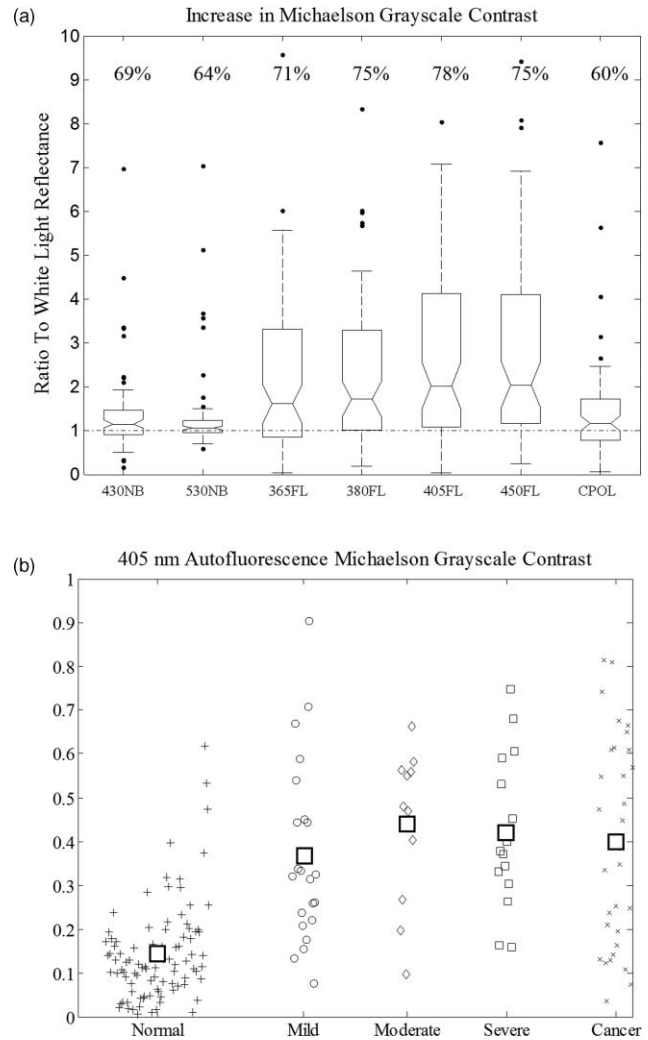 (a)
Increase in Michaelson Grayscale Contrast
10
9
8
7
6
5
4
3
2
1
0
Ratio To White Light Reflectance
69% 64% 71% 75% 78% 75% 60%
430NB 530NB 365FL 380FL 405FL 450FL CPOL
(b)
405 nm Autofluorescence Michaelson Grayscale Contrast
1
0.9
0.8
0.7
0.6
0.5
0.4
0.3
0.2
0.1
0
Normal Mild Moderate Severe Cancer